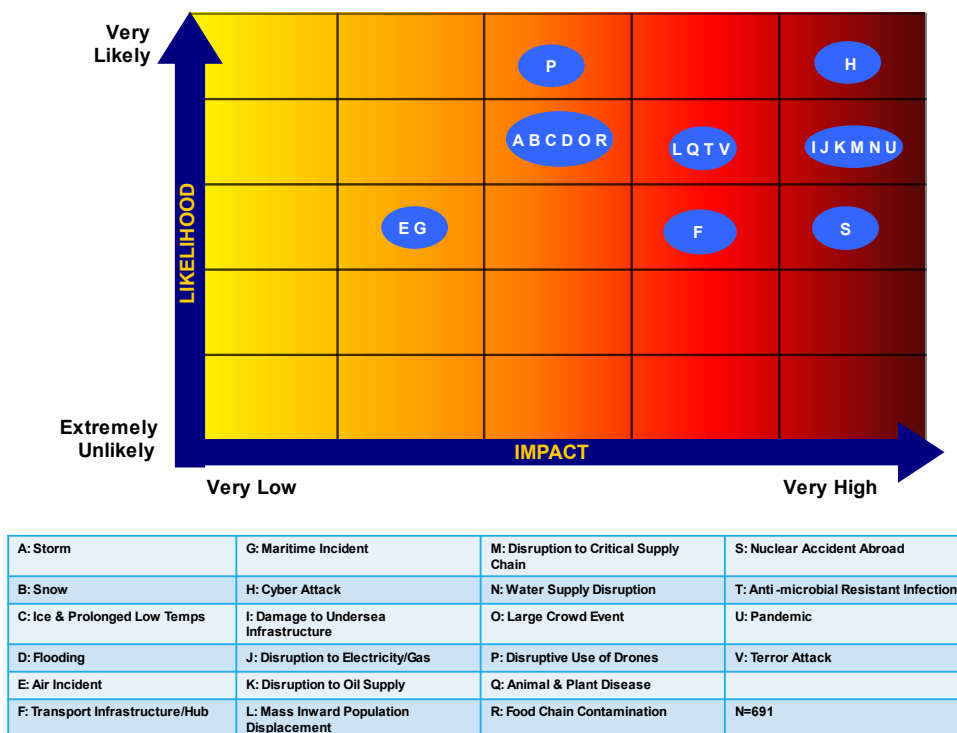 Very
Likely
P
H
A B C D O R
L Q T V
I J K M N U
LIKELIHOOD
E G
F
S
Extremely
Unlikely
IMPACT
Very Low
Very High
A: Storm
G: Maritime Incident
M: Disruption to Critical Supply
Chain
S: Nuclear Accident Abroad
B: Snow
H: Cyber Attack
N: Water Supply Disruption
T: Anti -microbial Resistant Infection
C: Ice & Prolonged Low Temps
I: Damage to Undersea
Infrastructure
O: Large Crowd Event
U: Pandemic
D: Flooding
J: Disruption to Electricity/Gas
P: Disruptive Use of Drones
V: Terror Attack
E: Air Incident
K: Disruption to Oil Supply
Q: Animal & Plant Disease
F: Transport Infrastructure/Hub
L: Mass Inward Population
Displacement
R: Food Chain Contamination
N=691